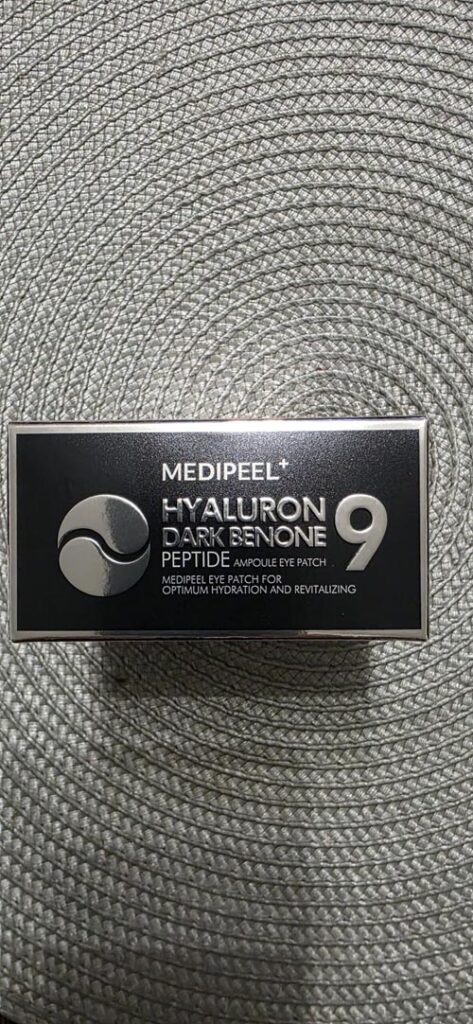 MEDIPEEL+
HYALURON
DARK BENONE 9
PEPTIDE AMPOULE EYE PATCH
MEDIPEEL EYE PATCH FOR
OPTIMUM HYDRATION AND REVITALIZING